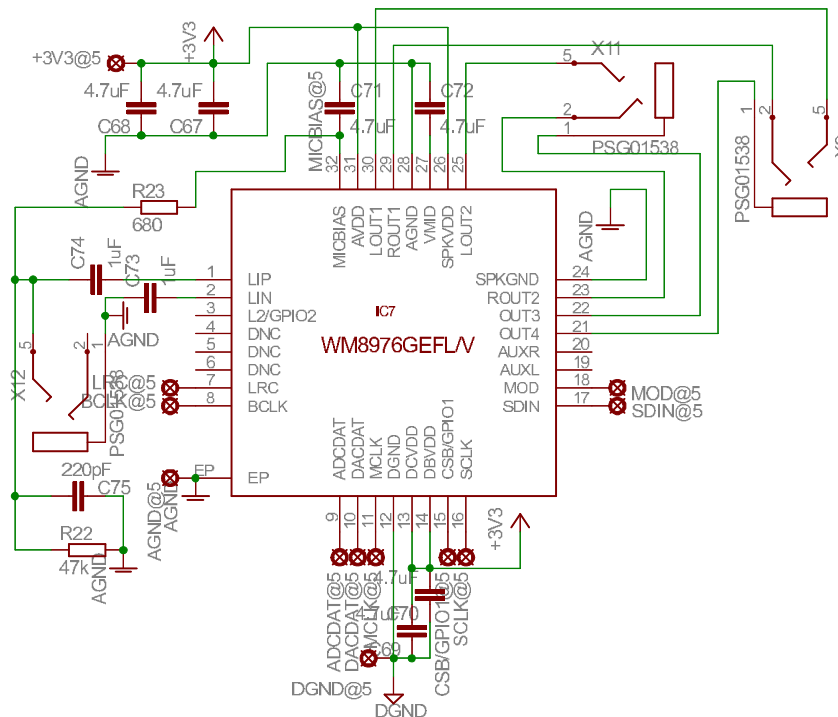 +3V3@5
+3V3
4.7uF
4.7uF
C68
C67
AGND
MICBIAS@5
C71
4.7uF
C72
4.7uF
X11
5
2
1
PSG01538
1
2
5
PSG01538
R23
680
32
31
30
29
28
27
26
25
MICBIAS
AVDD
LOUT1
ROUT1
AGND
VMID
SPKVDD
LOUT2
AGND
C74
1uF
C73
1uF
AGND
1 LIP
2 LIN
3 L2/GPIO2
4 DNC
5 DNC
6 DNC
7 LRC
8 BCLK
EP EP
IC7
WM8976GEFL/V
SPKGND 24
ROUT2 23
OUT3 22
OUT4 21
AUXR 20
AUXL 19
MOD 18
SDIN 17
MOD@5
SDIN@5
5
2
1
X12
PSG01538
LRC@5
BCLK@5
AGND@5
AGND
220pF
C75
R22
47k
AGND
ADCDAT
DACDAT
MCLK
DGND
DCVDD
DBVDD
CSB/GPIO1
SCLK
9
10
11
12
13
14
15
16
+3V3
ADCDAT@5
DACDAT@5
MCLK@5
4.7uF
C70
4.7uF
C69
CSB/GPIO1@5
SCLK@5
DGND@5
DGND